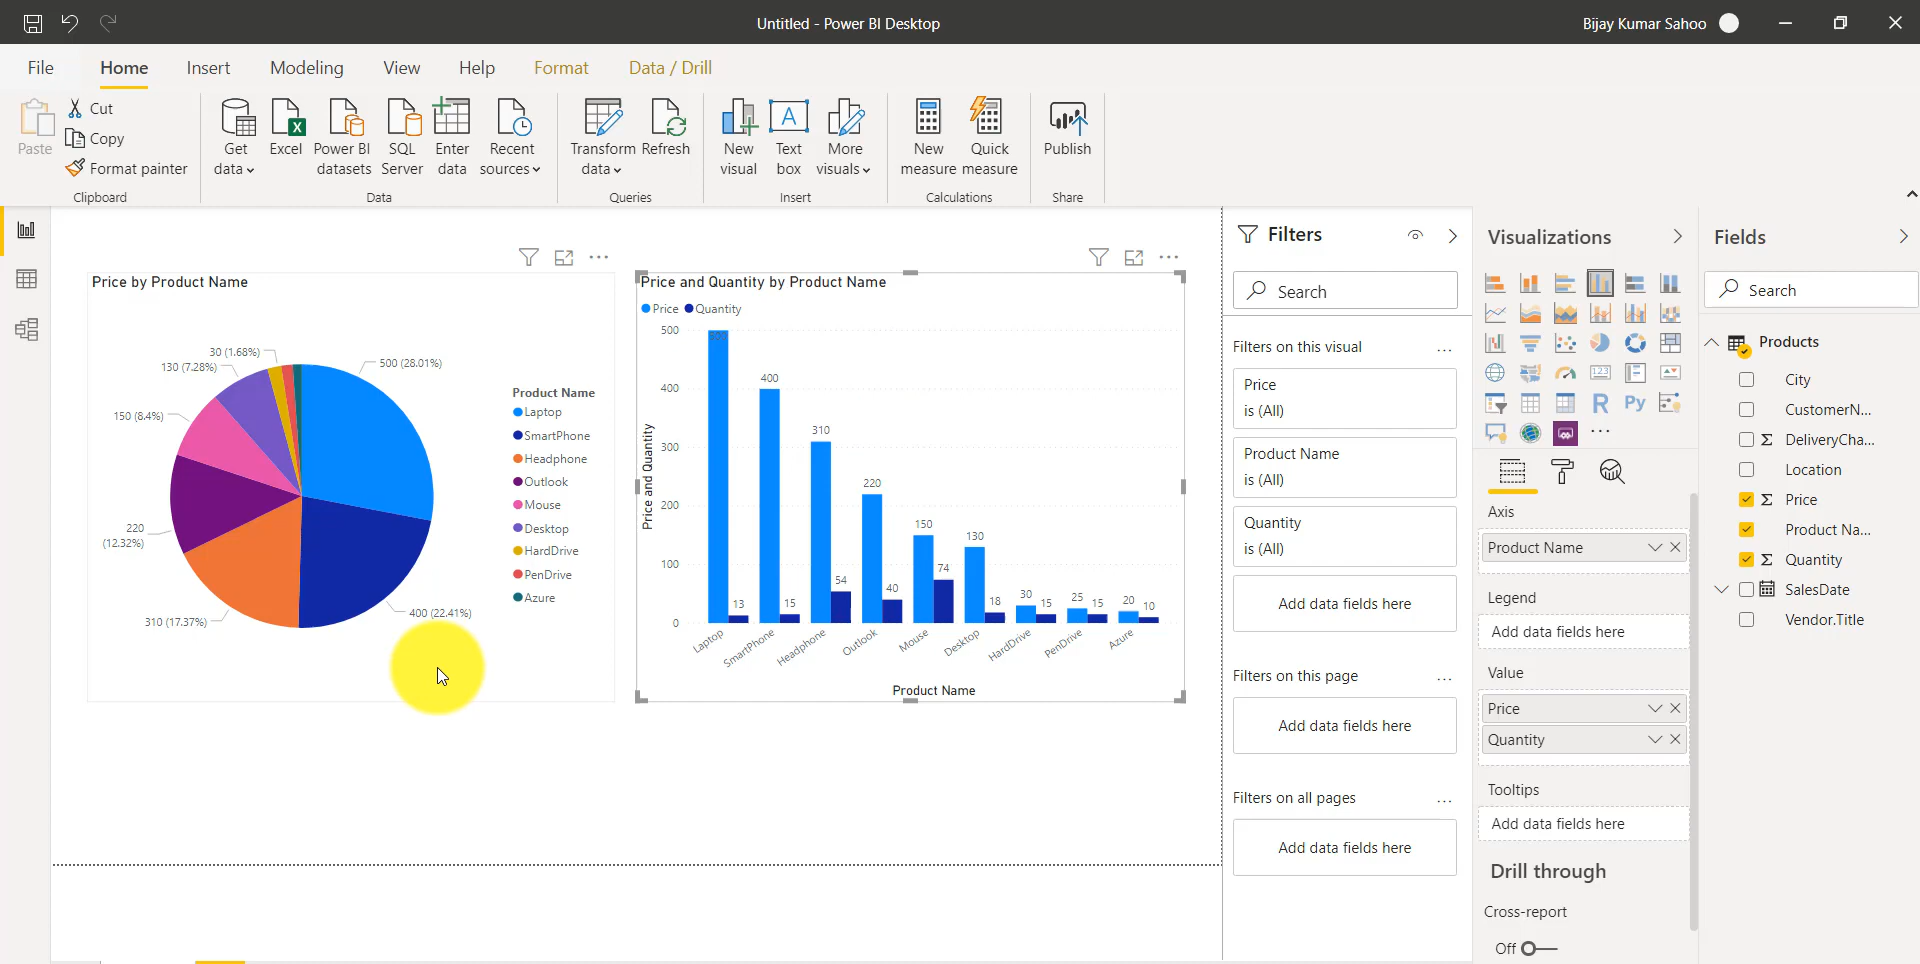 Untitled - Power BI Desktop
Bijay Kumar Sahoo
File Home Insert Modeling View Help Format Data / Drill
Paste
Cut
Copy
Format painter
Clipboard
Get data
Excel
Power BI datasets
SQL Server
Enter data
Recent sources
Data
Transform data
Refresh
Queries
New visual
Text box
More visuals
Insert
New measure
Quick measure
Calculations
Publish
Share
Price by Product Name
30 (1.68%)
130 (7.28%)
150 (8.4%)
220
(12.32%)
310 (17.37%)
500 (28.01%)
400 (22.41%)
Product Name
Laptop
SmartPhone
Headphone
Outlook
Mouse
Desktop
HardDrive
PenDrive
Azure
Price and Quantity by Product Name
Price Quantity
Price and Quantity
500
400
300
200
100
0
500
13
400
15
310
54
220
40
150
74
130
18
30
15
25
15
20
10
Laptop
SmartPhone
Headphone
Outlook
Mouse
Desktop
HardDrive
PenDrive
Azure
Product Name
Filters
Search
Filters on this visual
...
Price
is (All)
Product Name
is (All)
Quantity
is (All)
Add data fields here
Filters on this page
...
Add data fields here
Filters on all pages
...
Add data fields here
Visualizations
123
R
Py
...
Axis
Product Name
Legend
Add data fields here
Value
Price
Quantity
Tooltips
Add data fields here
Drill through
Cross-report
Off
Fields
Search
Products
City
CustomerN...
Σ DeliveryCha...
Location
Σ Price
Product Na...
Σ Quantity
SalesDate
Vendor.Title